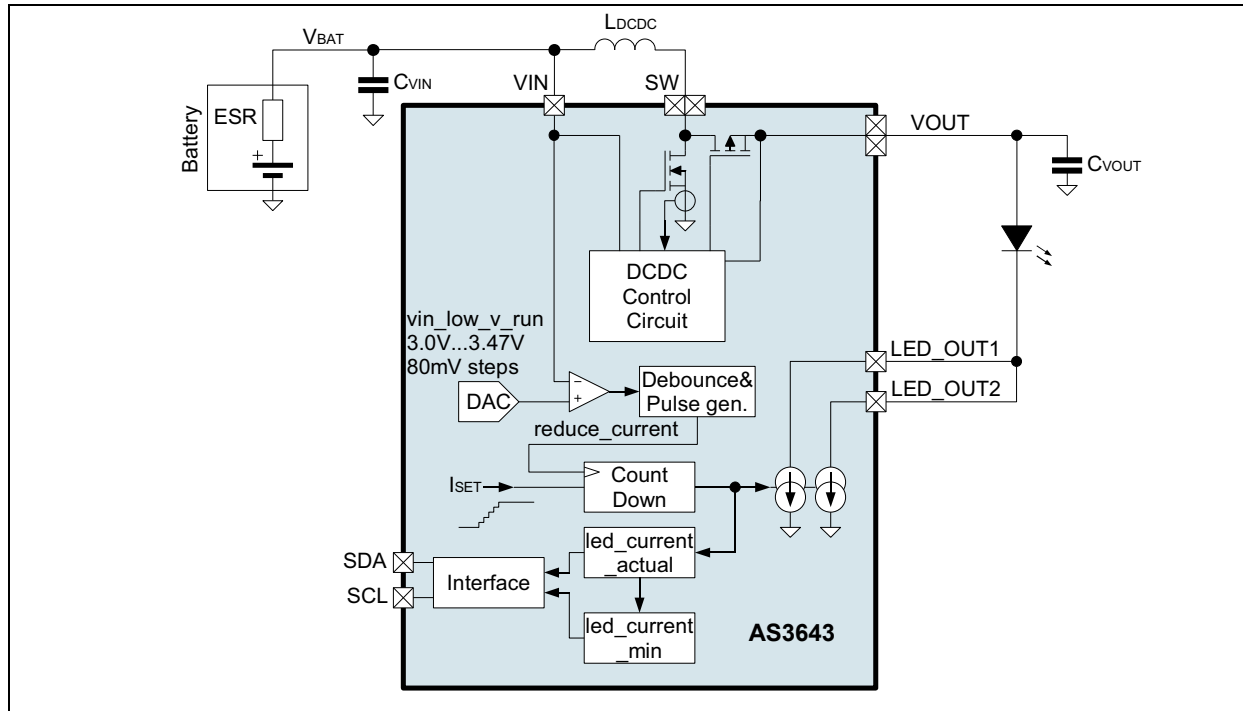 LDCDC
VBAT
CVIN
VIN
SW
Battery
ESR
+
VOUT
CVOUT
DCDC
Control
Circuit
vin_low_v_run
3.0V...3.47V
80mV steps
DAC
−
+
Debounce&
Pulse gen.
LED_OUT1
LED_OUT2
reduce_current
ISET
Count
Down
led_current
_actual
SDA
SCL
Interface
led_current
_min
AS3643